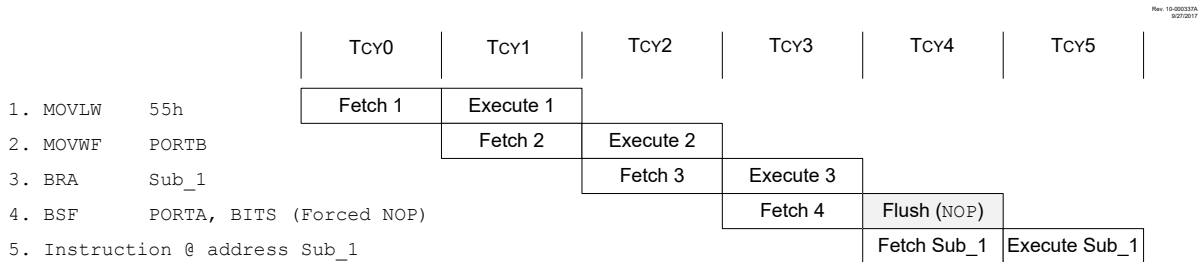 Rev. 10-000337A
9/27/2017
TCY0 TCY1 TCY2 TCY3 TCY4 TCY5
1. MOVLW 55h Fetch 1 Execute 1
2. MOVWF PORTB Fetch 2 Execute 2
3. BRA Sub_1 Fetch 3 Execute 3
4. BSF PORTA, BITS (Forced NOP) Fetch 4 Flush (NOP)
5. Instruction @ address Sub_1 Fetch Sub_1 Execute Sub_1